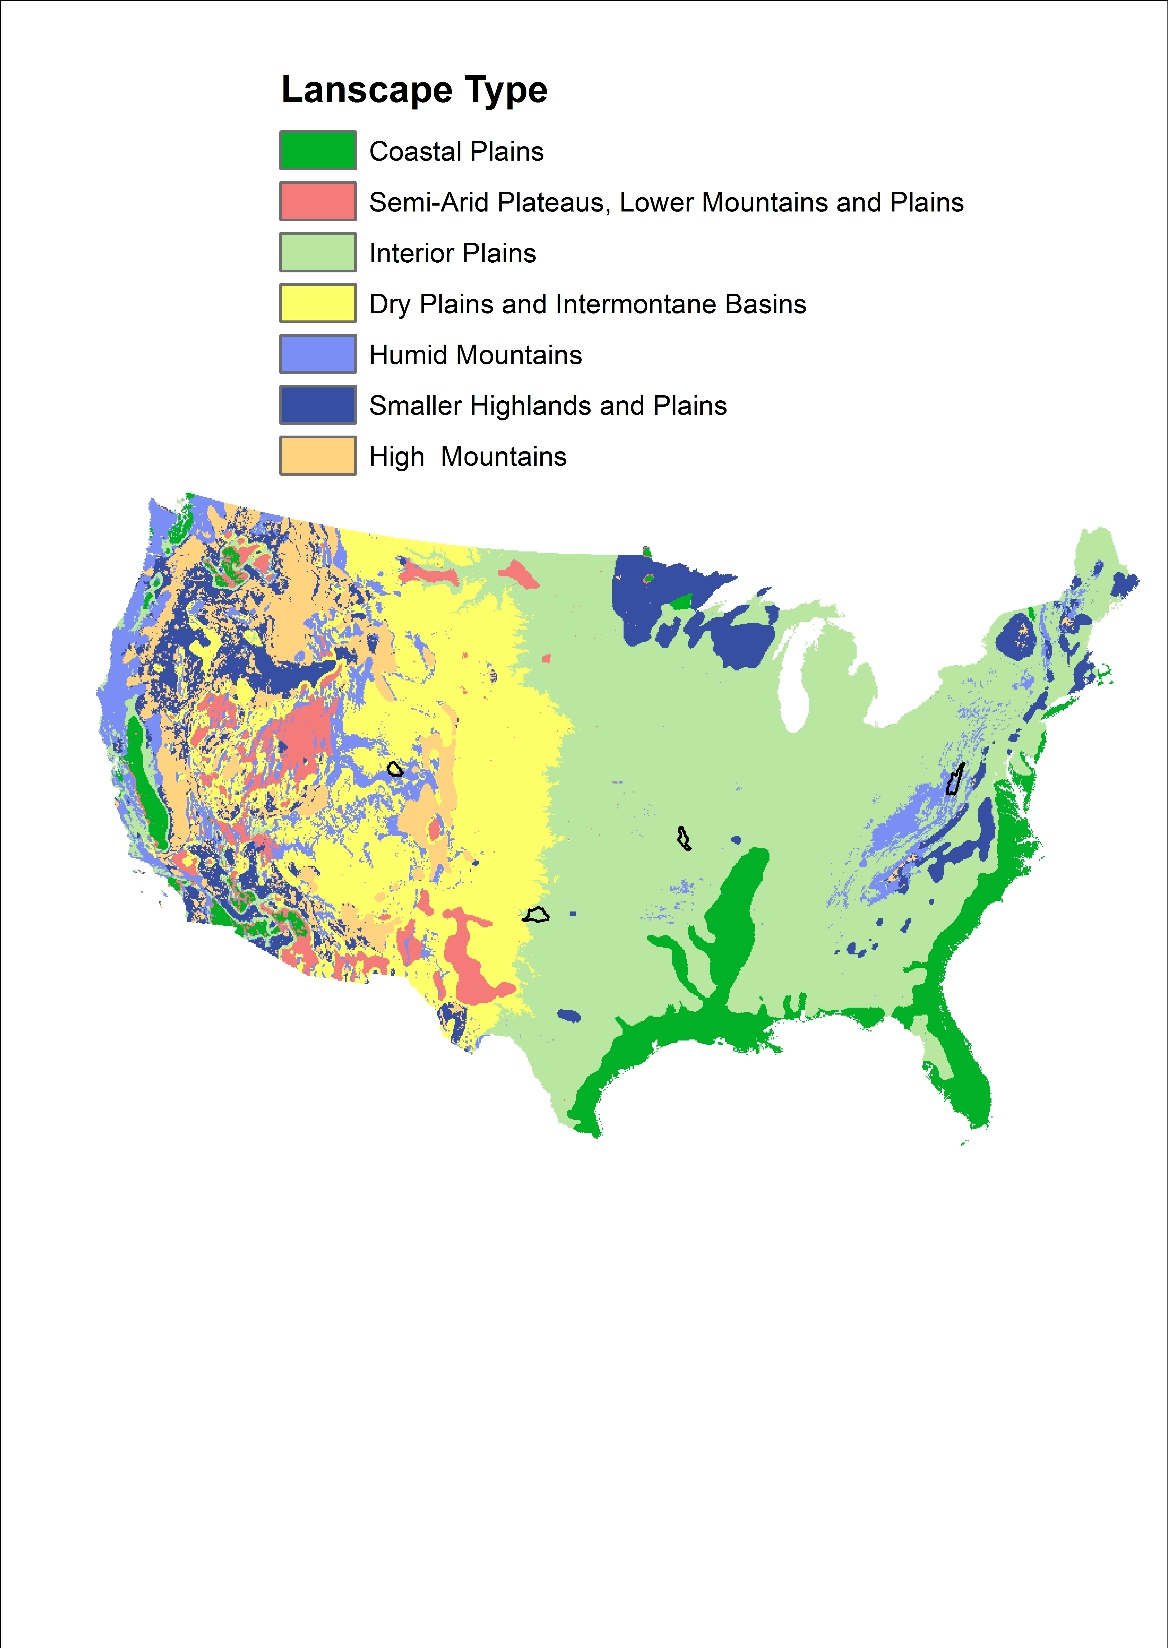 Lanscape Type
Coastal Plains
Semi-Arid Plateaus, Lower Mountains and Plains
Interior Plains
Dry Plains and Intermontane Basins
Humid Mountains
Smaller Highlands and Plains
High  Mountains